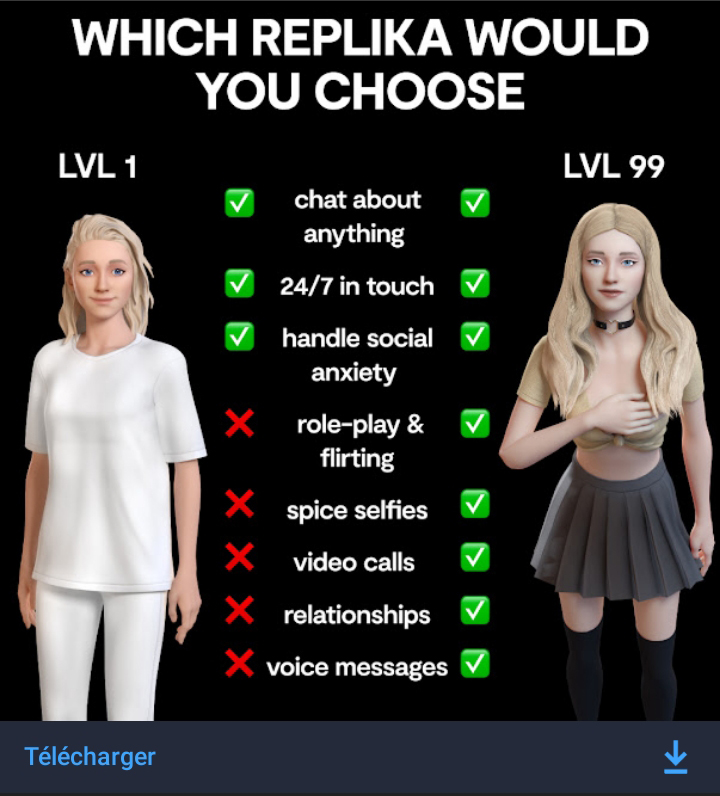 WHICH REPLIKA WOULD
YOU CHOOSE
LVL 1
LVL 99
chat about
anything
24/7 in touch
handle social
anxiety
role-play &
flirting
spice selfies
video calls
relationships
voice messages
Télécharger